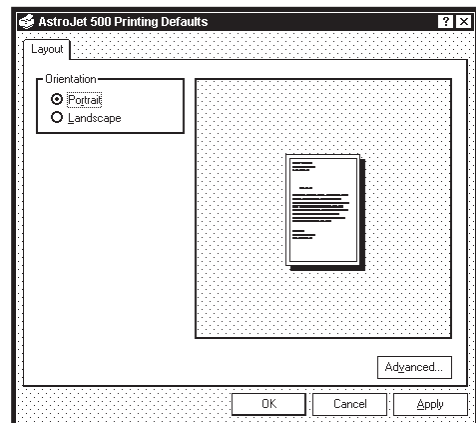 AstroJet 500 Printing Defaults
Layout
Orientation
Portrait
Landscape
Advanced...
OK Cancel Apply